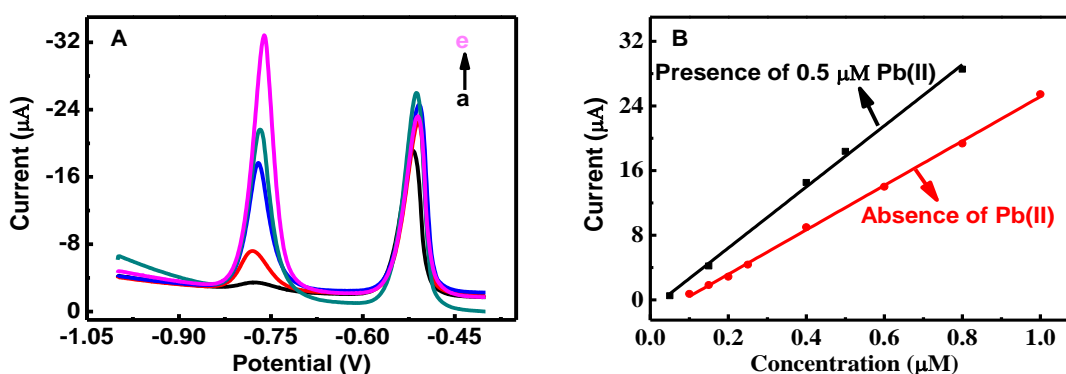 A
e
a
-32
-24
-16
-8
0
Current (μA)
-1.05 -0.90 -0.75 -0.60 -0.45
Potential (V)
B
Presence of 0.5 μM Pb(II)
Absence of Pb(II)
32
24
16
8
0
Current (μA)
0.0 0.2 0.4 0.6 0.8 1.0
Concentration (μM)